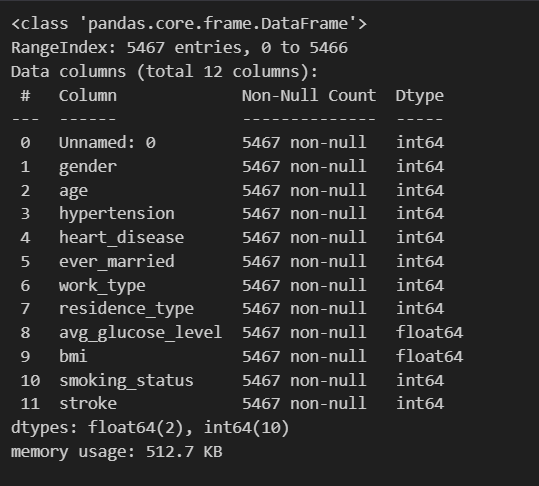 <class 'pandas.core.frame.DataFrame'>
RangeIndex: 5467 entries, 0 to 5466
Data columns (total 12 columns):
 #   Column             Non-Null Count  Dtype
---  ------             --------------  -----
 0   Unnamed: 0         5467 non-null   int64
 1   gender             5467 non-null   int64
 2   age                5467 non-null   int64
 3   hypertension       5467 non-null   int64
 4   heart_disease      5467 non-null   int64
 5   ever_married       5467 non-null   int64
 6   work_type          5467 non-null   int64
 7   residence_type     5467 non-null   int64
 8   avg_glucose_level  5467 non-null   float64
 9   bmi                5467 non-null   float64
 10  smoking_status     5467 non-null   int64
 11  stroke             5467 non-null   int64
dtypes: float64(2), int64(10)
memory usage: 512.7 KB